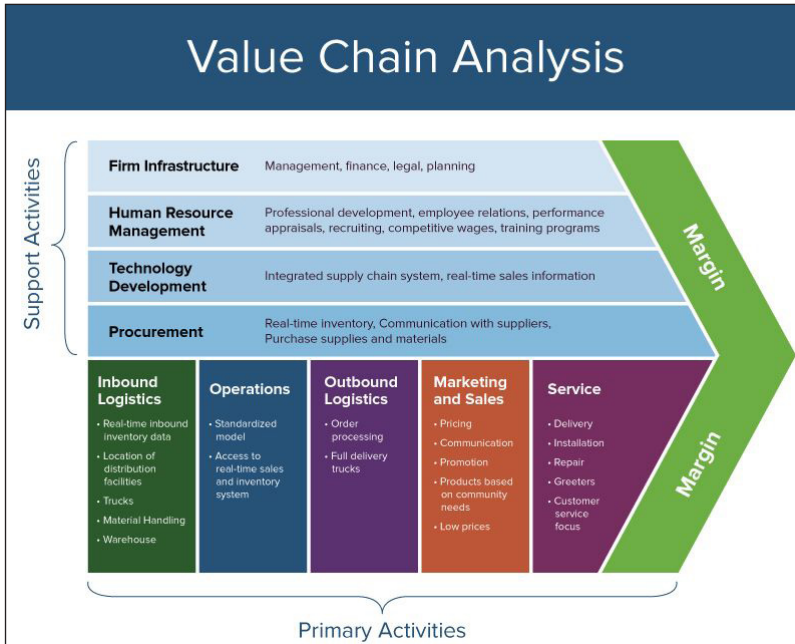 Value Chain Analysis
Support Activities
Firm Infrastructure
Management, finance, legal, planning
Human Resource
Management
Professional development, employee relations, performance
appraisals, recruiting, competitive wages, training programs
Technology
Development
Integrated supply chain system, real-time sales information
Procurement
Real-time inventory, Communication with suppliers,
Purchase supplies and materials
Margin
Inbound
Logistics
• Real-time inbound
inventory data
• Location of
distribution
facilities
• Trucks
• Material Handling
• Warehouse
Operations
• Standardized
model
• Access to
real-time sales
and inventory
system
Outbound
Logistics
• Order
processing
• Full delivery
trucks
Marketing
and Sales
• Pricing
• Communication
• Promotion
• Products based
on community
needs
• Low prices
Service
• Delivery
• Installation
• Repair
• Greeters
• Customer
service
focus
Margin
Primary Activities